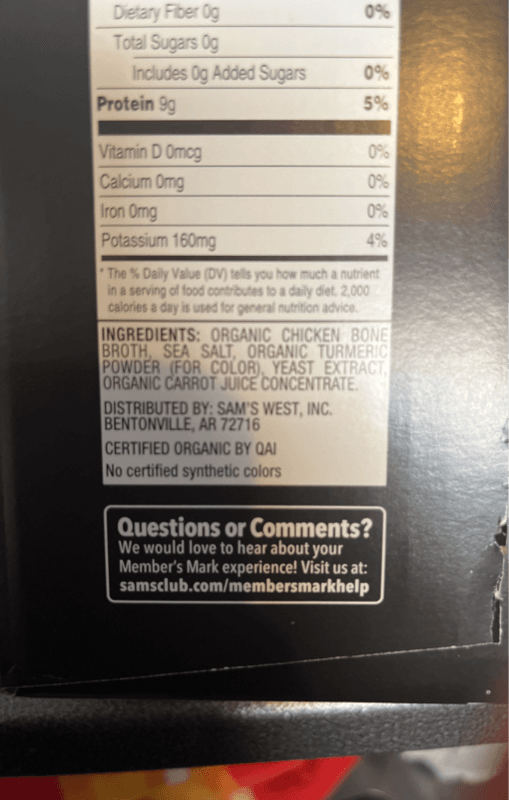 Dietary Fiber 0g 0%
Total Sugars 0g
Includes 0g Added Sugars 0%
Protein 9g 5%
Vitamin D 0mcg 0%
Calcium 0mg 0%
Iron 0mg 0%
Potassium 160mg 4%
* The % Daily Value (DV) tells you how much a nutrient
in a serving of food contributes to a daily diet. 2,000
calories a day is used for general nutrition advice.
INGREDIENTS: ORGANIC CHICKEN BONE
BROTH, SEA SALT, ORGANIC TURMERIC
POWDER (FOR COLOR), YEAST EXTRACT,
ORGANIC CARROT JUICE CONCENTRATE.
DISTRIBUTED BY: SAM'S WEST, INC.
BENTONVILLE, AR 72716
CERTIFIED ORGANIC BY QAI
No certified synthetic colors
Questions or Comments?
We would love to hear about your
Member's Mark experience! Visit us at:
samsclub.com/membersmarkhelp